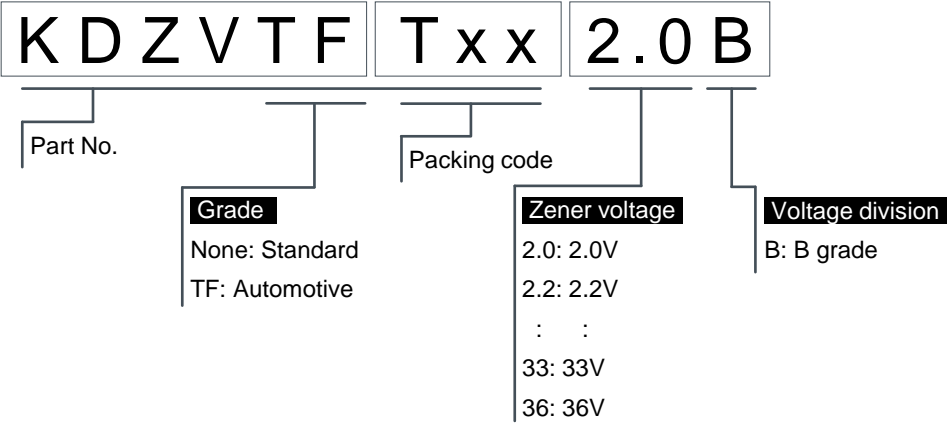 KDZVTF Txx 2.0 B
Part No.
Packing code
Grade
None: Standard
TF: Automotive
Zener voltage
2.0: 2.0V
2.2: 2.2V
: :
33: 33V
36: 36V
Voltage division
B: B grade